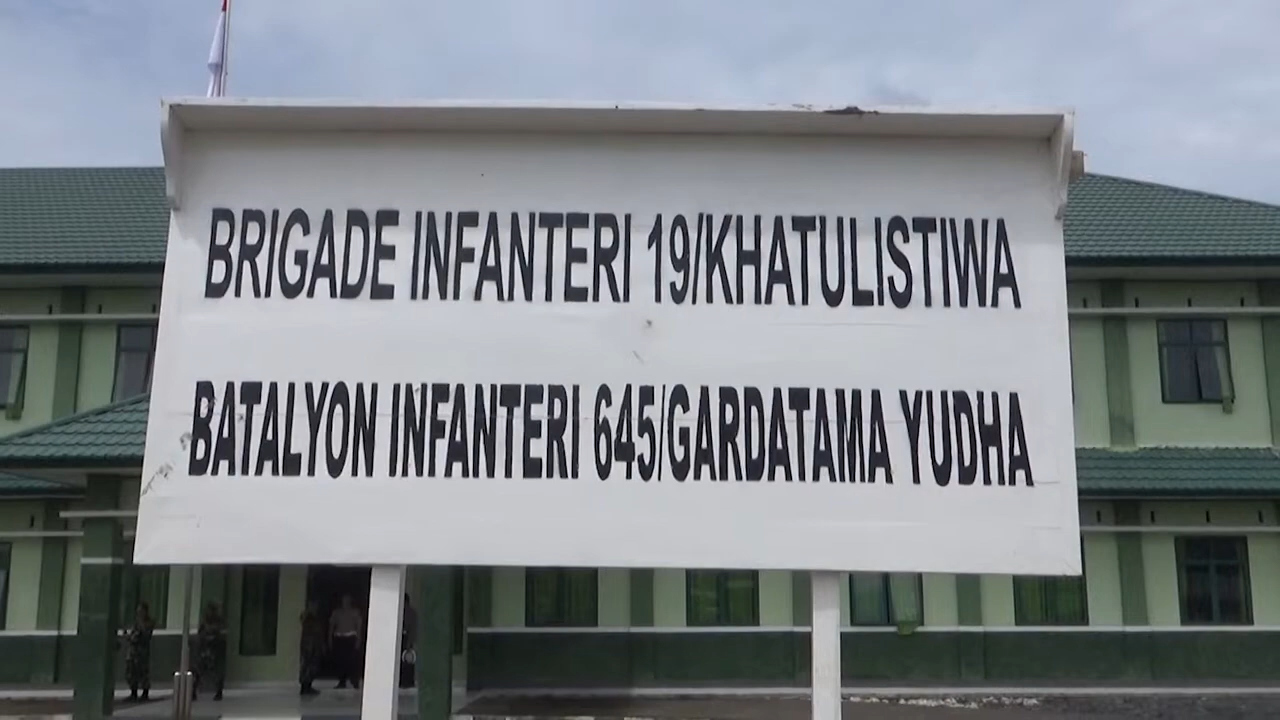 BRIGADE INFANTERI 19/KHATULISTIWA
BATALYON INFANTERI 645/GARDATAMA YUDHA